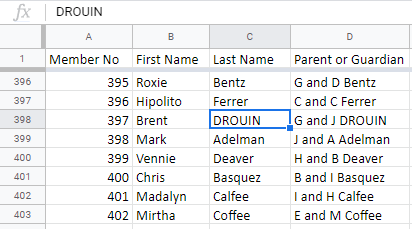 fx DROUIN
A B C D
1 Member No First Name Last Name Parent or Guardian
396 395 Roxie Bentz G and D Bentz
397 396 Hipolito Ferrer C and C Ferrer
398 397 Brent DROUIN G and J DROUIN
399 398 Mark Adelman J and A Adelman
400 399 Vennie Deaver H and B Deaver
401 400 Chris Basquez B and I Basquez
402 401 Madalyn Calfee I and H Calfee
403 402 Mirtha Coffee E and M Coffee